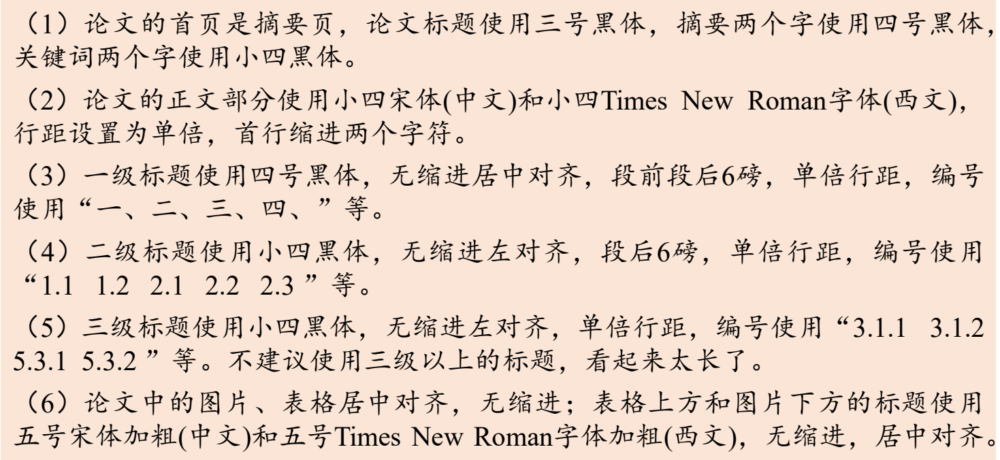 （1）论文的首页是摘要页，论文标题使用三号黑体，摘要两个字使用四号黑体，
关键词两个字使用小四黑体。
（2）论文的正文部分使用小四宋体(中文)和小四Times New Roman字体(西文)，
行距设置为单倍，首行缩进两个字符。
（3）一级标题使用四号黑体，无缩进居中对齐，段前段后6磅，单倍行距，编号
使用“一、二、三、四、”等。
（4）二级标题使用小四黑体，无缩进左对齐，段后6磅，单倍行距，编号使用
“1.1 1.2 2.1 2.2 2.3 ”等。
（5）三级标题使用小四黑体，无缩进左对齐，单倍行距，编号使用“3.1.1 3.1.2
5.3.1 5.3.2 ”等。不建议使用三级以上的标题，看起来太长了。
（6）论文中的图片、表格居中对齐，无缩进；表格上方和图片下方的标题使用
五号宋体加粗(中文)和五号Times New Roman字体加粗(西文)，无缩进，居中对齐。